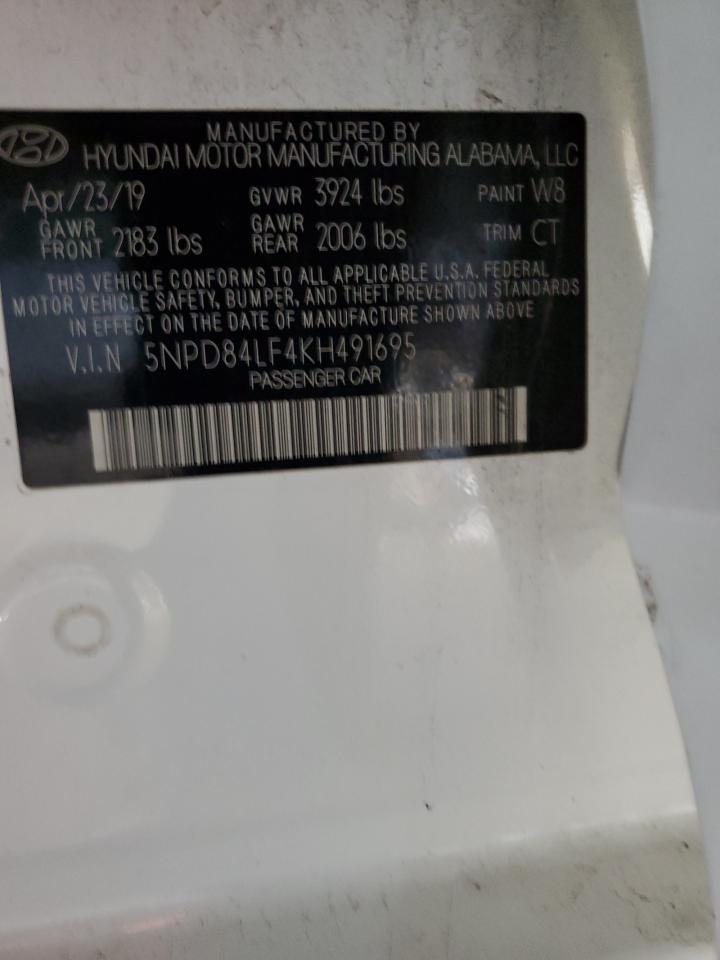 MANUFACTURED BY
HYUNDAI MOTOR MANUFACTURING ALABAMA, LLC
Apr/23/19 GVWR 3924 lbs PAINT W8
GAWR FRONT 2183 lbs GAWR REAR 2006 lbs TRIM CT
THIS VEHICLE CONFORMS TO ALL APPLICABLE U.S.A. FEDERAL
MOTOR VEHICLE SAFETY, BUMPER, AND THEFT PREVENTION STANDARDS
IN EFFECT ON THE DATE OF MANUFACTURE SHOWN ABOVE
V.I.N 5NPD84LF4KH491695
PASSENGER CAR